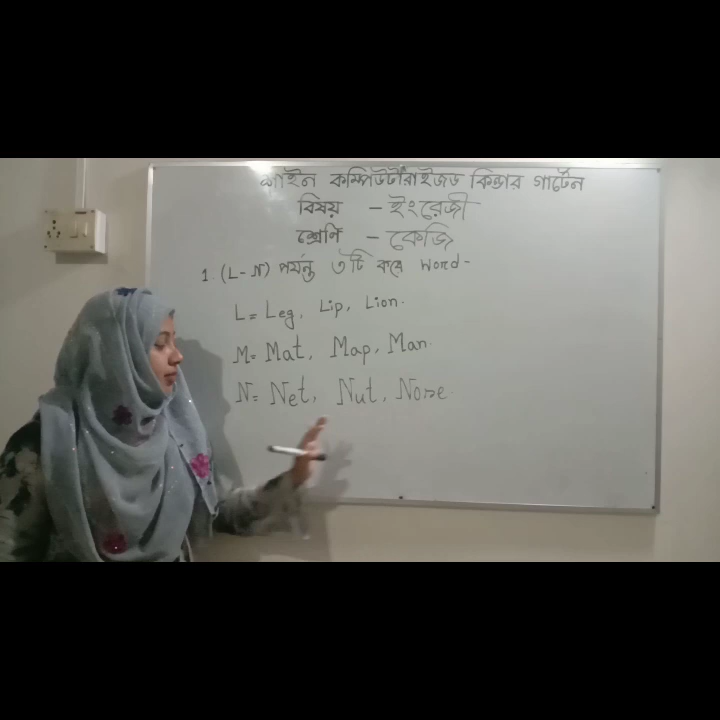 শাইন কম্পিউটারাইজড কিন্ডার গার্টেন
বিষয় - ইংরেজী
শ্রেণি - কেজি
1 (L-N) পর্যন্ত ৩টি করে Word-
L= Leg, Lip, Lion.
M= Mat, Map, Man.
N= Net, Nut, None.